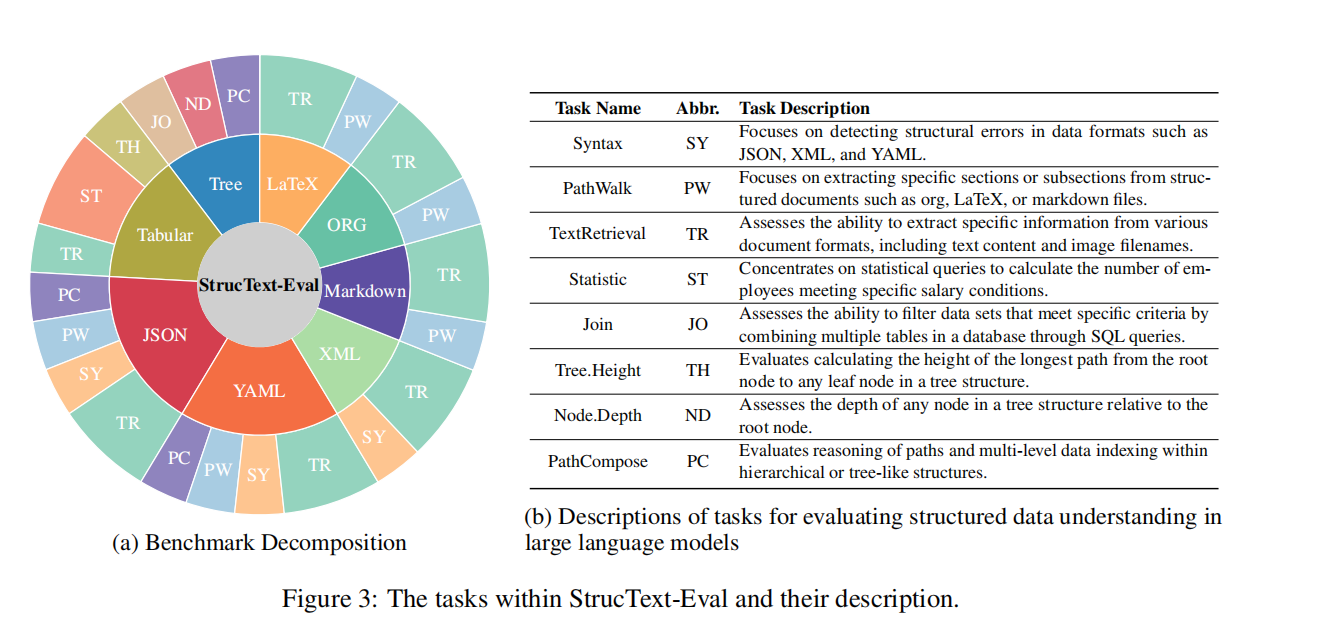 PC
TR
ND
PW
JO
TH
TR
Tree
LaTeX
ST
PW
ORG
Tabular
TR
TR
StrucText-Eval
Markdown
PC
PW
JSON
PW
XML
SY
YAML
TR
TR
SY
PC
PW
SY
TR
(a) Benchmark Decomposition
Task Name Abbr. Task Description
Syntax SY Focuses on detecting structural errors in data formats such as
JSON, XML, and YAML.
PathWalk PW Focuses on extracting specific sections or subsections from struc-
tured documents such as org, LaTeX, or markdown files.
TextRetrieval TR Assesses the ability to extract specific information from various
document formats, including text content and image filenames.
Statistic ST Concentrates on statistical queries to calculate the number of em-
ployees meeting specific salary conditions.
Join JO Assesses the ability to filter data sets that meet specific criteria by
combining multiple tables in a database through SQL queries.
Tree.Height TH Evaluates calculating the height of the longest path from the root
node to any leaf node in a tree structure.
Node.Depth ND Assesses the depth of any node in a tree structure relative to the
root node.
PathCompose PC Evaluates reasoning of paths and multi-level data indexing within
hierarchical or tree-like structures.
(b) Descriptions of tasks for evaluating structured data understanding in
large language models
Figure 3: The tasks within StrucText-Eval and their description.